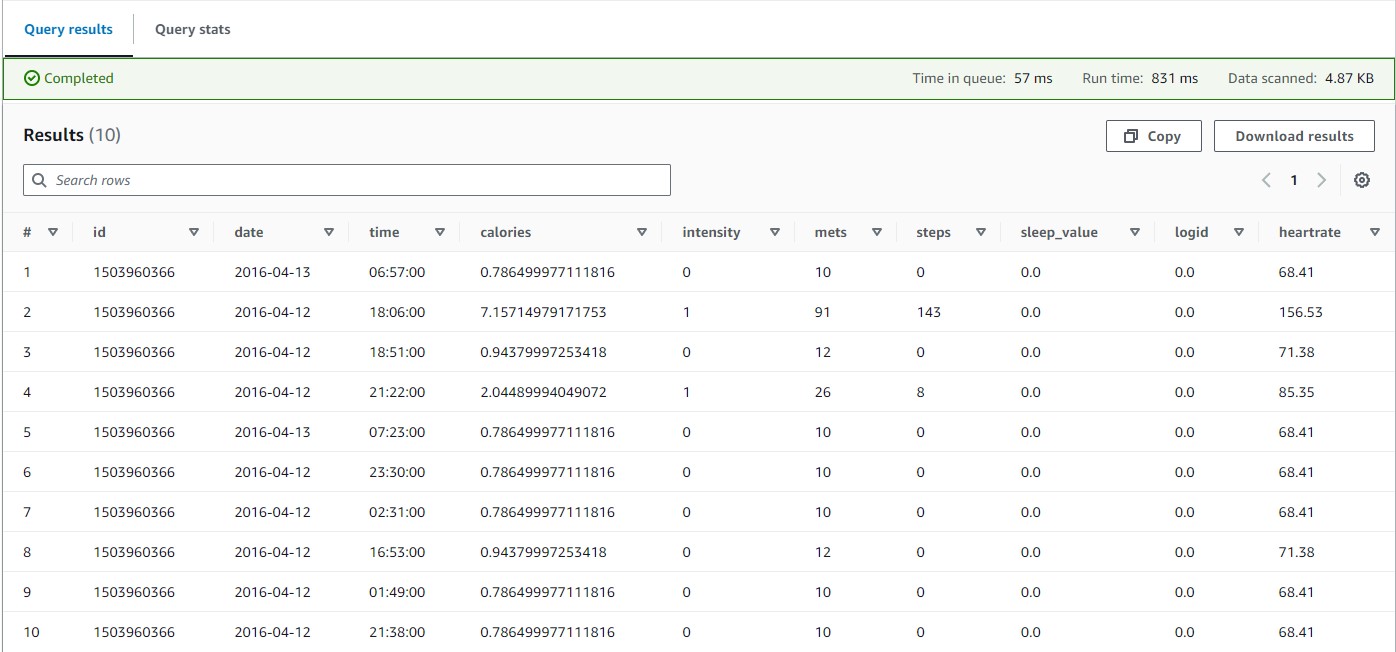 Query results Query stats
Completed Time in queue: 57 ms Run time: 831 ms Data scanned: 4.87 KB
Results (10) Copy Download results
Search rows 1
# id date time calories intensity mets steps sleep_value logid heartrate
1 1503960366 2016-04-13 06:57:00 0.786499977111816 0 10 0 0.0 0.0 68.41
2 1503960366 2016-04-12 18:06:00 7.15714979171753 1 91 143 0.0 0.0 156.53
3 1503960366 2016-04-12 18:51:00 0.94379997253418 0 12 0 0.0 0.0 71.38
4 1503960366 2016-04-12 21:22:00 2.04489994049072 1 26 8 0.0 0.0 85.35
5 1503960366 2016-04-13 07:23:00 0.786499977111816 0 10 0 0.0 0.0 68.41
6 1503960366 2016-04-12 23:30:00 0.786499977111816 0 10 0 0.0 0.0 68.41
7 1503960366 2016-04-12 02:31:00 0.786499977111816 0 10 0 0.0 0.0 68.41
8 1503960366 2016-04-12 16:53:00 0.94379997253418 0 12 0 0.0 0.0 71.38
9 1503960366 2016-04-12 01:49:00 0.786499977111816 0 10 0 0.0 0.0 68.41
10 1503960366 2016-04-12 21:38:00 0.786499977111816 0 10 0 0.0 0.0 68.41